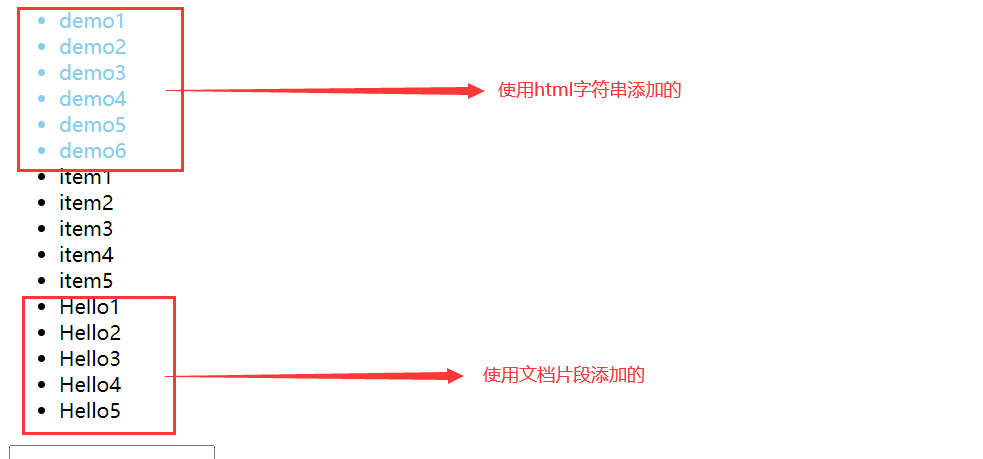 demo1
demo2
demo3
demo4
demo5
demo6
使用html字符串添加的
item1
item2
item3
item4
item5
Hello1
Hello2
Hello3
Hello4
Hello5
使用文档片段添加的